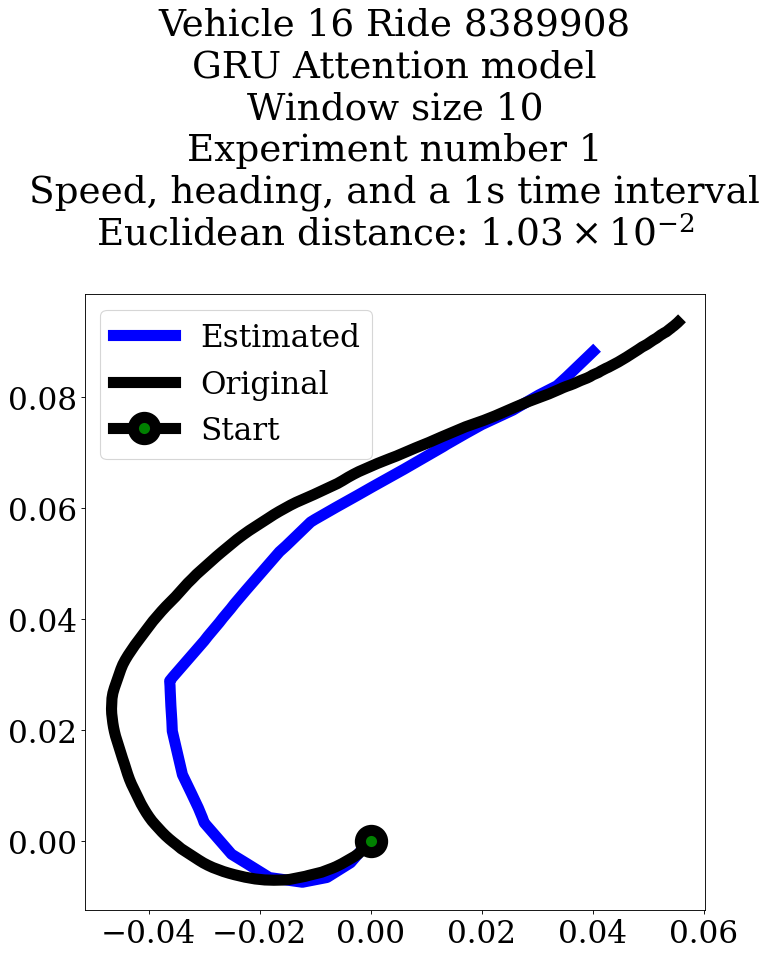 Vehicle 16 Ride 8389908
GRU Attention model
Window size 10
Experiment number 1
Speed, heading, and a 1s time interval
Euclidean distance: 1.03 × 10⁻²
Estimated
Original
Start
0.08
0.06
0.04
0.02
0.00
−0.04 −0.02 0.00 0.02 0.04 0.06